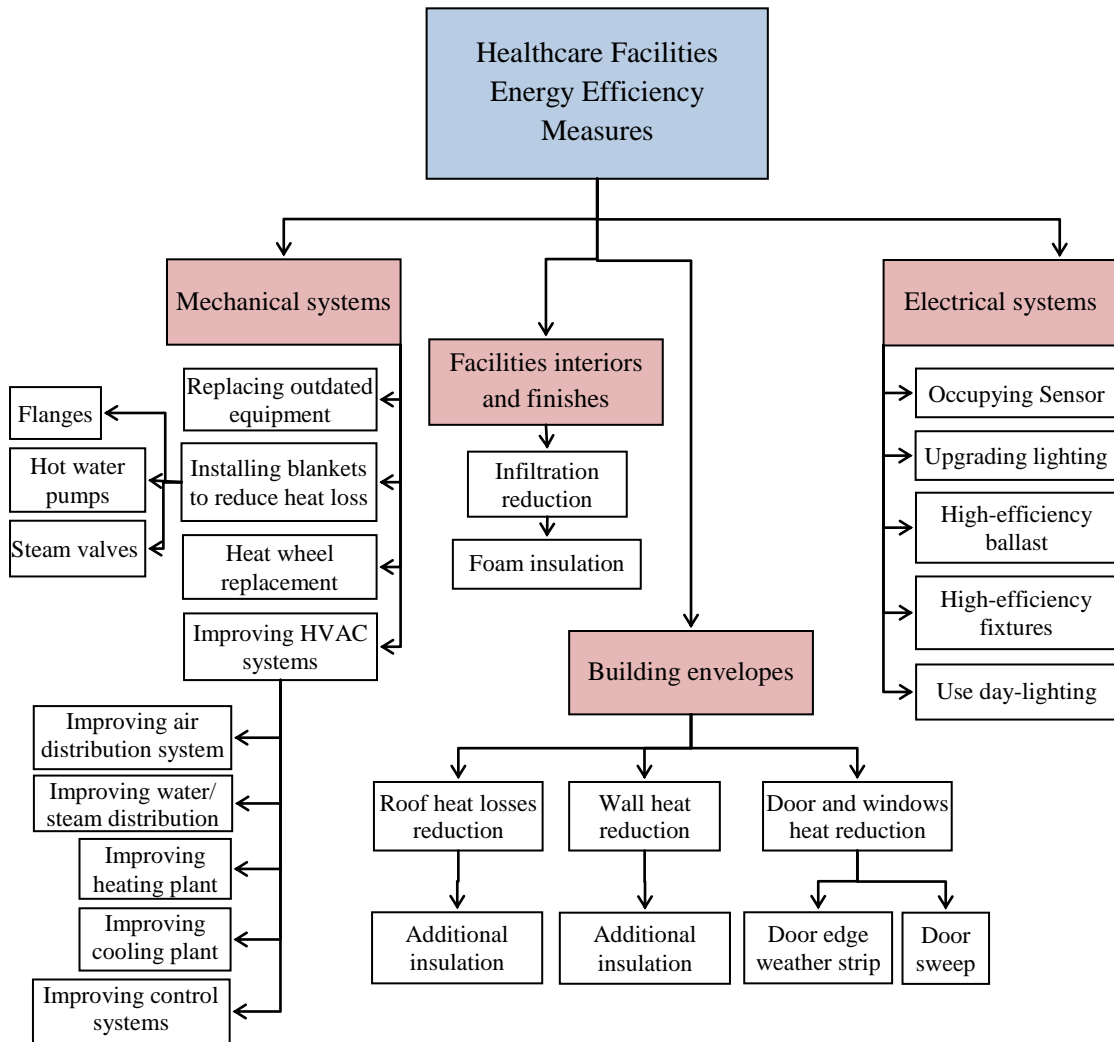 Healthcare Facilities
Energy Efficiency
Measures
Mechanical systems
Replacing outdated
equipment
Installing blankets
to reduce heat loss
Flanges
Hot water
pumps
Steam valves
Heat wheel
replacement
Improving HVAC
systems
Improving air
distribution system
Improving water/
steam distribution
Improving
heating plant
Improving
cooling plant
Improving control
systems
Facilities interiors
and finishes
Infiltration
reduction
Foam insulation
Building envelopes
Roof heat losses
reduction
Additional
insulation
Wall heat
reduction
Additional
insulation
Door and windows
heat reduction
Door edge
weather strip
Door
sweep
Electrical systems
Occupying Sensor
Upgrading lighting
High-efficiency
ballast
High-efficiency
fixtures
Use day-lighting